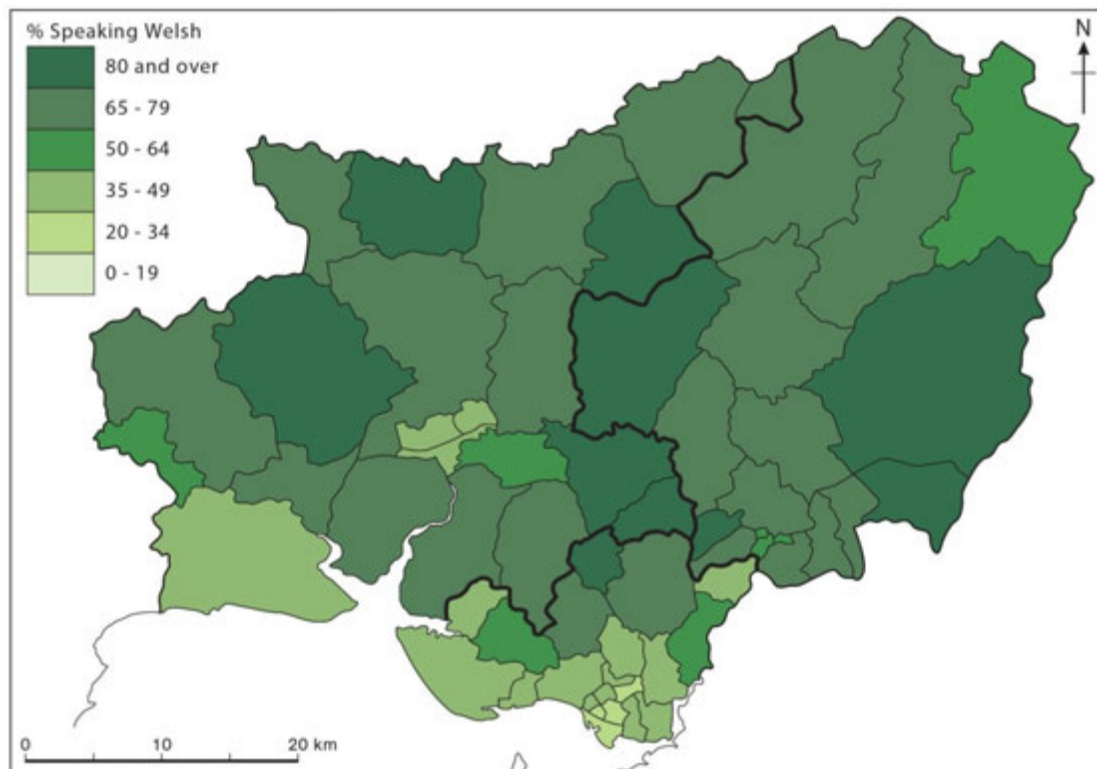 % Speaking Welsh
80 and over
65 - 79
50 - 64
35 - 49
20 - 34
0 - 19
N
0 10 20 km